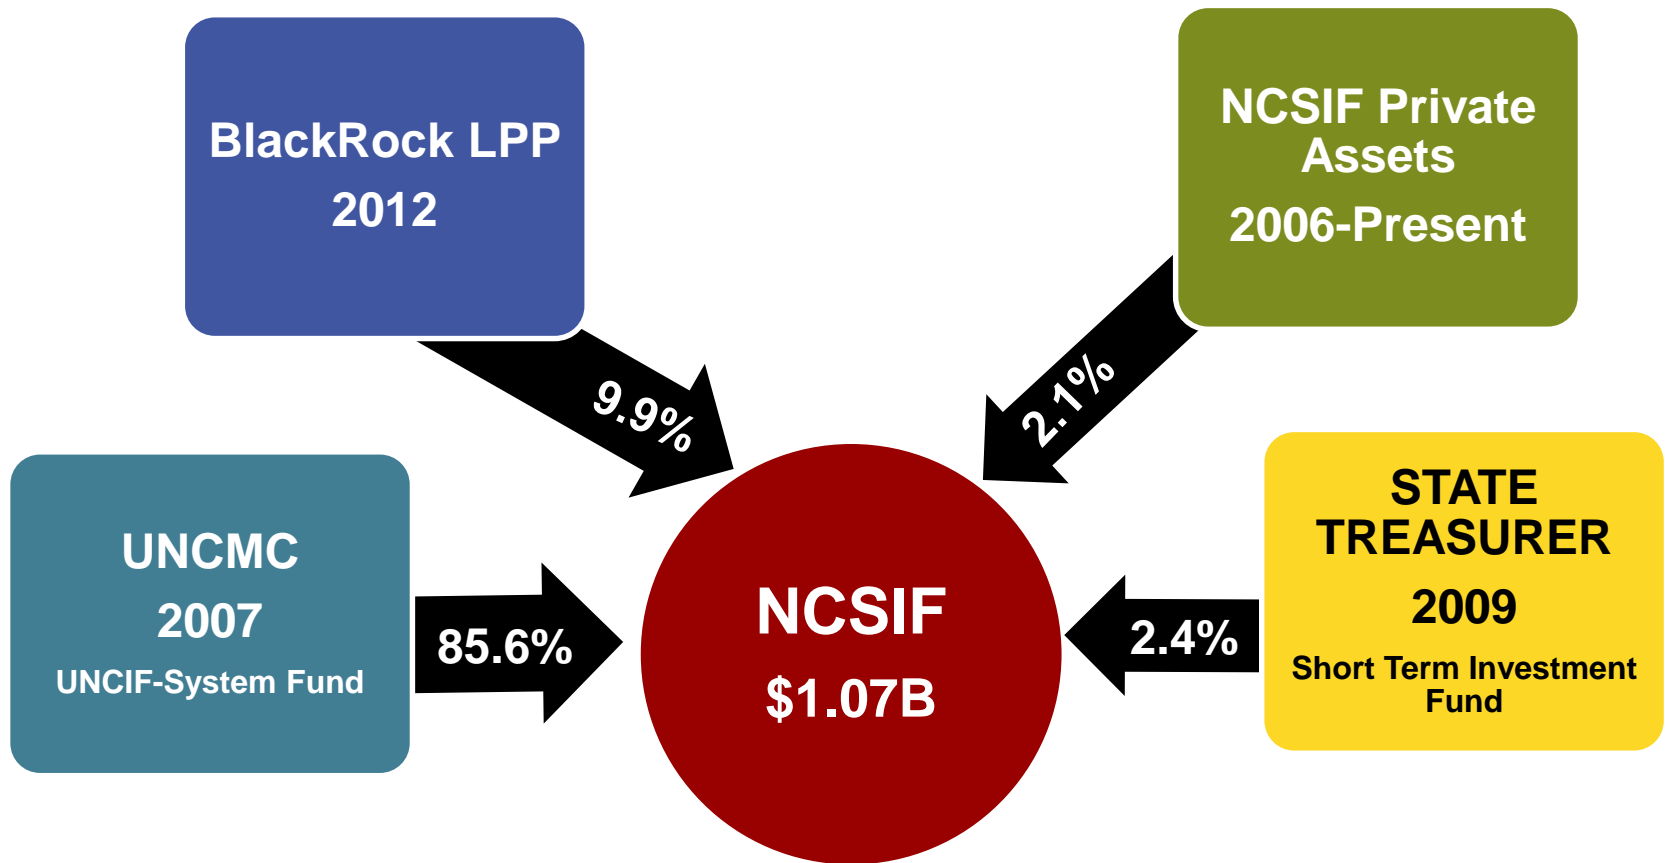 BlackRock LPP
2012
NCSIF Private
Assets
2006-Present
9.9%
2.1%
UNCMC
2007
UNCIF-System Fund
85.6%
NCSIF
$1.07B
2.4%
STATE
TREASURER
2009
Short Term Investment
Fund